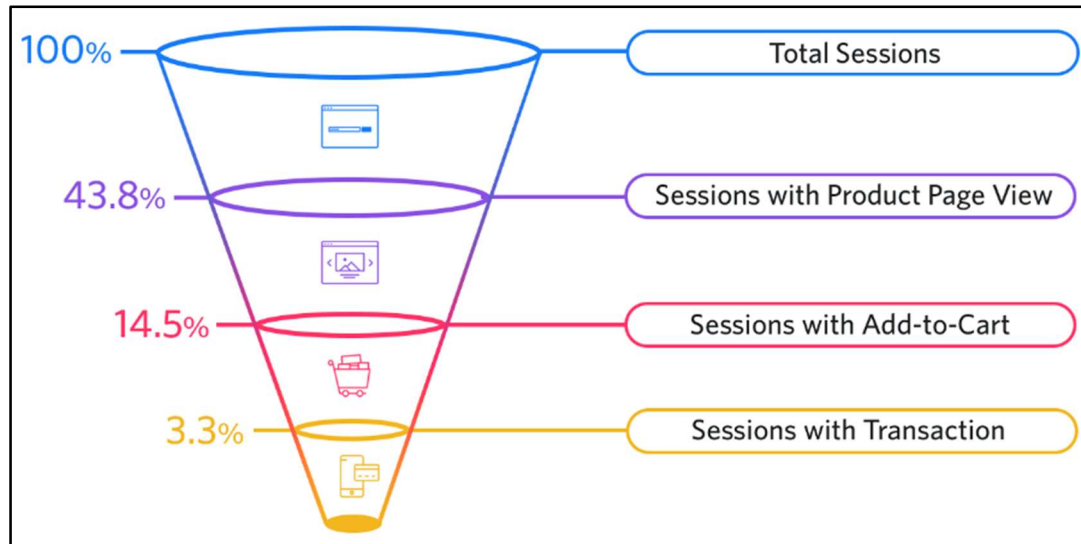 100% Total Sessions
43.8% Sessions with Product Page View
14.5% Sessions with Add-to-Cart
3.3% Sessions with Transaction